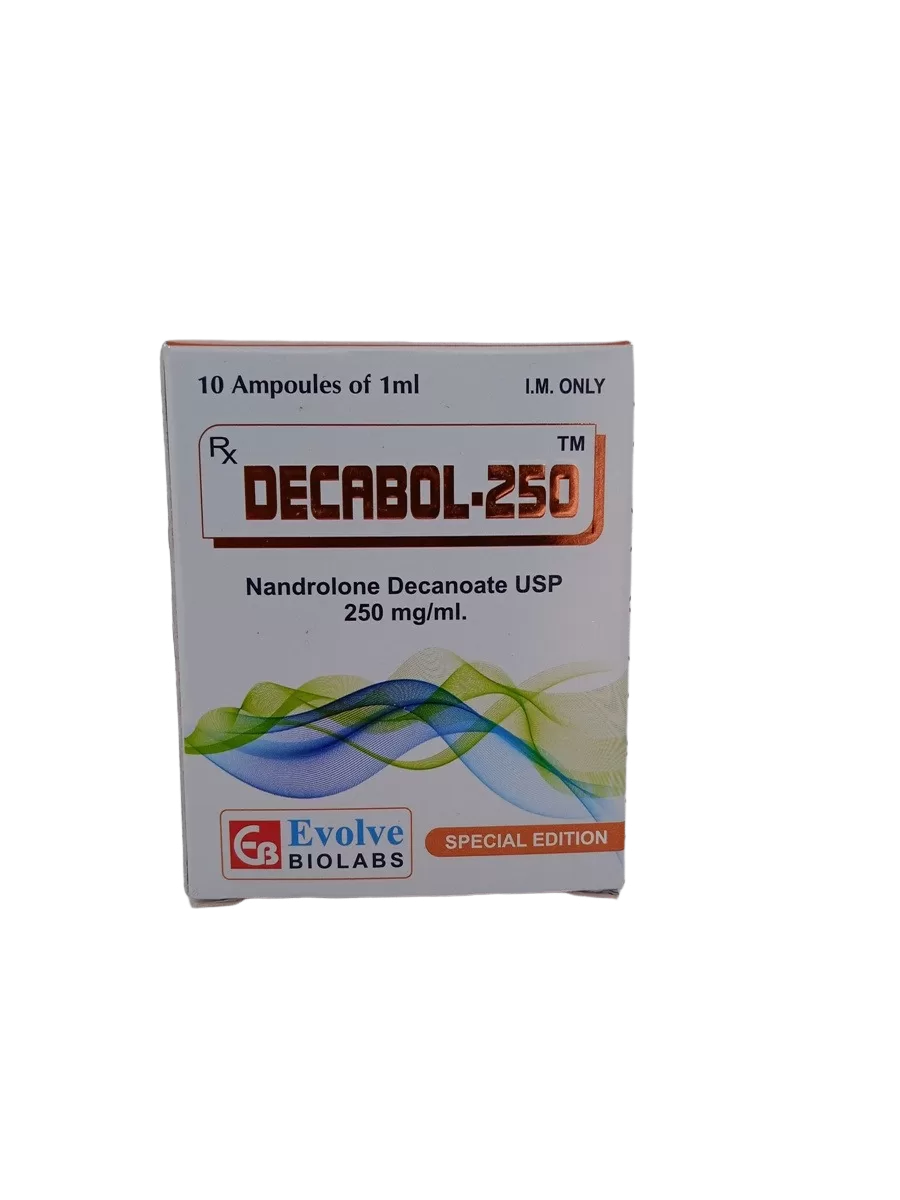 10 Ampoules of 1ml
I.M. ONLY
Rx
TM
DECABOL-250
Nandrolone Decanoate USP
250 mg/ml.
EB
Evolve
BIOLABS
SPECIAL EDITION